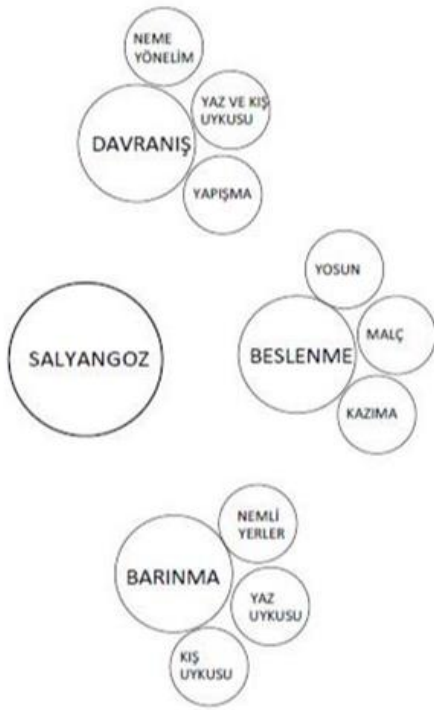 NEME
YÖNELİM
YAZ VE KIŞ
UYKUSU
DAVRANIŞ
YAPIŞMA
YOSUN
MALÇ
SALYANGOZ
BESLENME
KAZIMA
NEMLİ
YERLER
BARINMA
YAZ
UYKUSU
KIŞ
UYKUSU